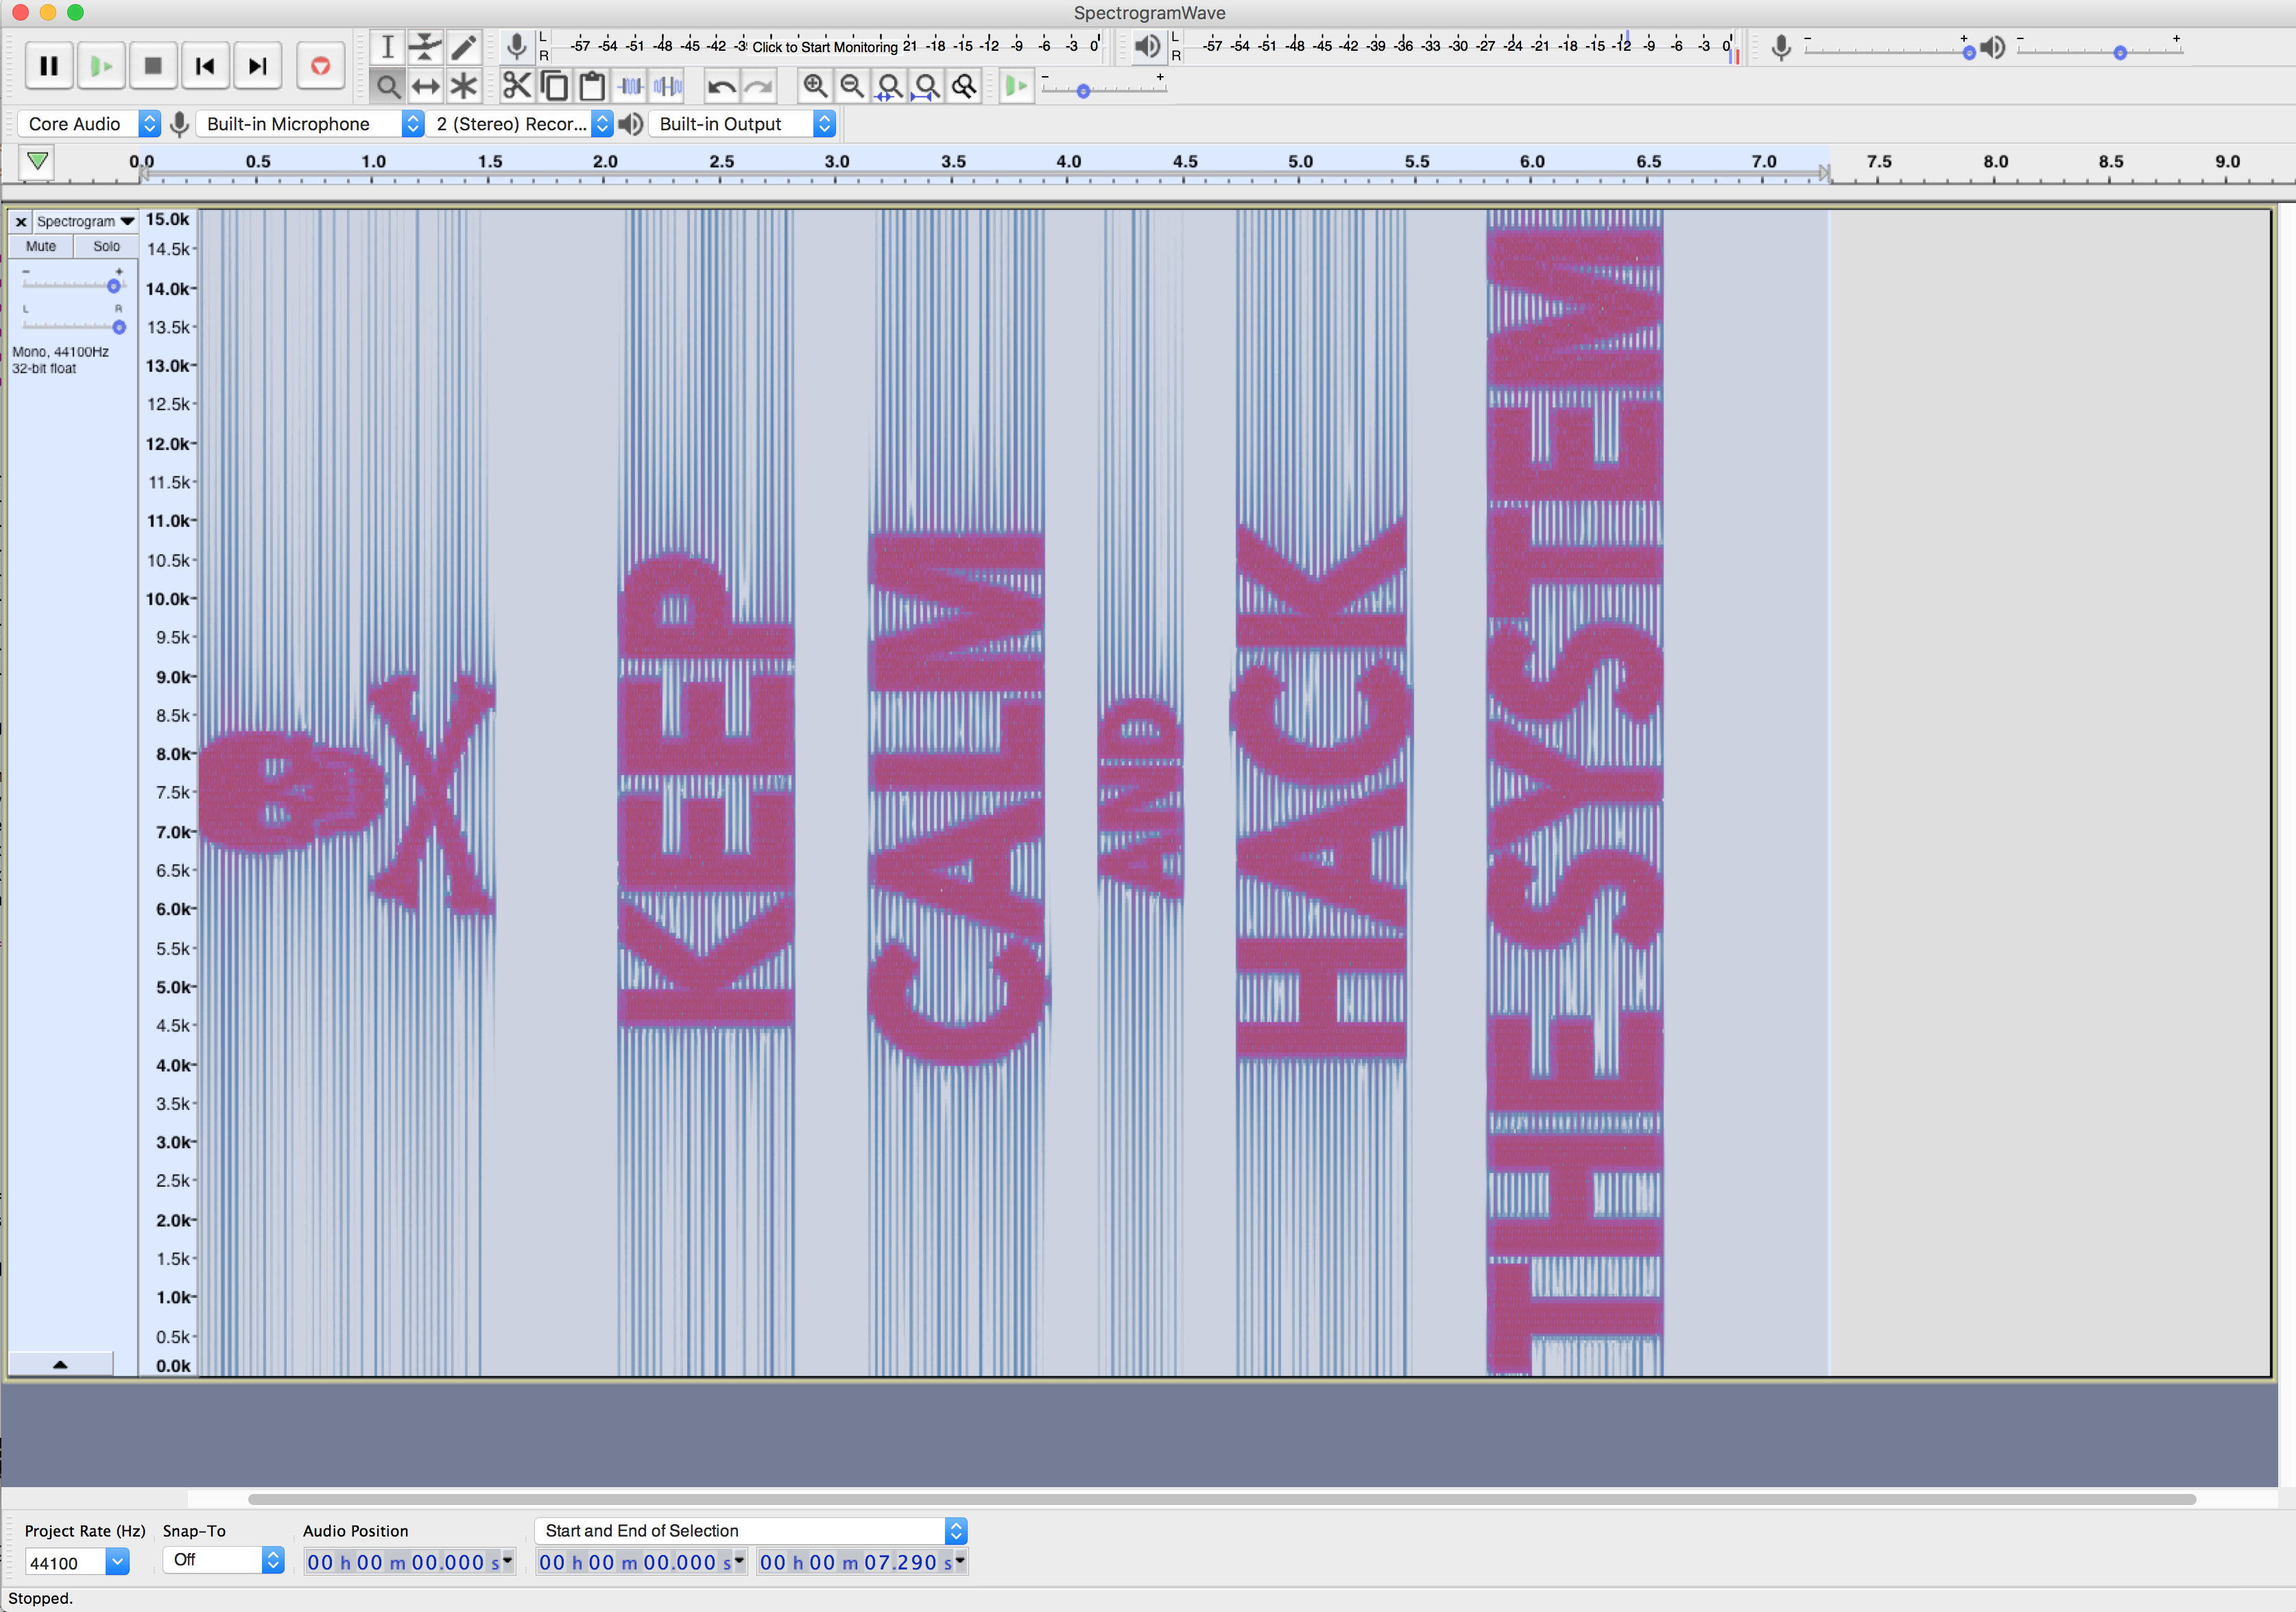 SpectrogramWave
L
R
-57 -54 -51 -48 -45 -42 -3 Click to Start Monitoring 21 -18 -15 -12 -9 -6 -3 0
L
R
-57 -54 -51 -48 -45 -42 -39 -36 -33 -30 -27 -24 -21 -18 -15 -12 -9 -6 -3 0
- +
- +
- +
Core Audio Built-in Microphone 2 (Stereo) Recor... Built-in Output
0.0 0.5 1.0 1.5 2.0 2.5 3.0 3.5 4.0 4.5 5.0 5.5 6.0 6.5 7.0 7.5 8.0 8.5 9.0
Spectrogram
Mute Solo
- +
L R
Mono, 44100Hz
32-bit float
15.0k
14.5k
14.0k
13.5k
13.0k
12.5k
12.0k
11.5k
11.0k
10.5k
10.0k
9.5k
9.0k
8.5k
8.0k
7.5k
7.0k
6.5k
6.0k
5.5k
5.0k
4.5k
4.0k
3.5k
3.0k
2.5k
2.0k
1.5k
1.0k
0.5k
0.0k
KEEP
CALM
AND
HACK
THE SYSTEM
Project Rate (Hz) Snap-To Audio Position Start and End of Selection
44100 Off 00 h 00 m 00.000 s 00 h 00 m 00.000 s 00 h 00 m 07.290 s
Stopped.